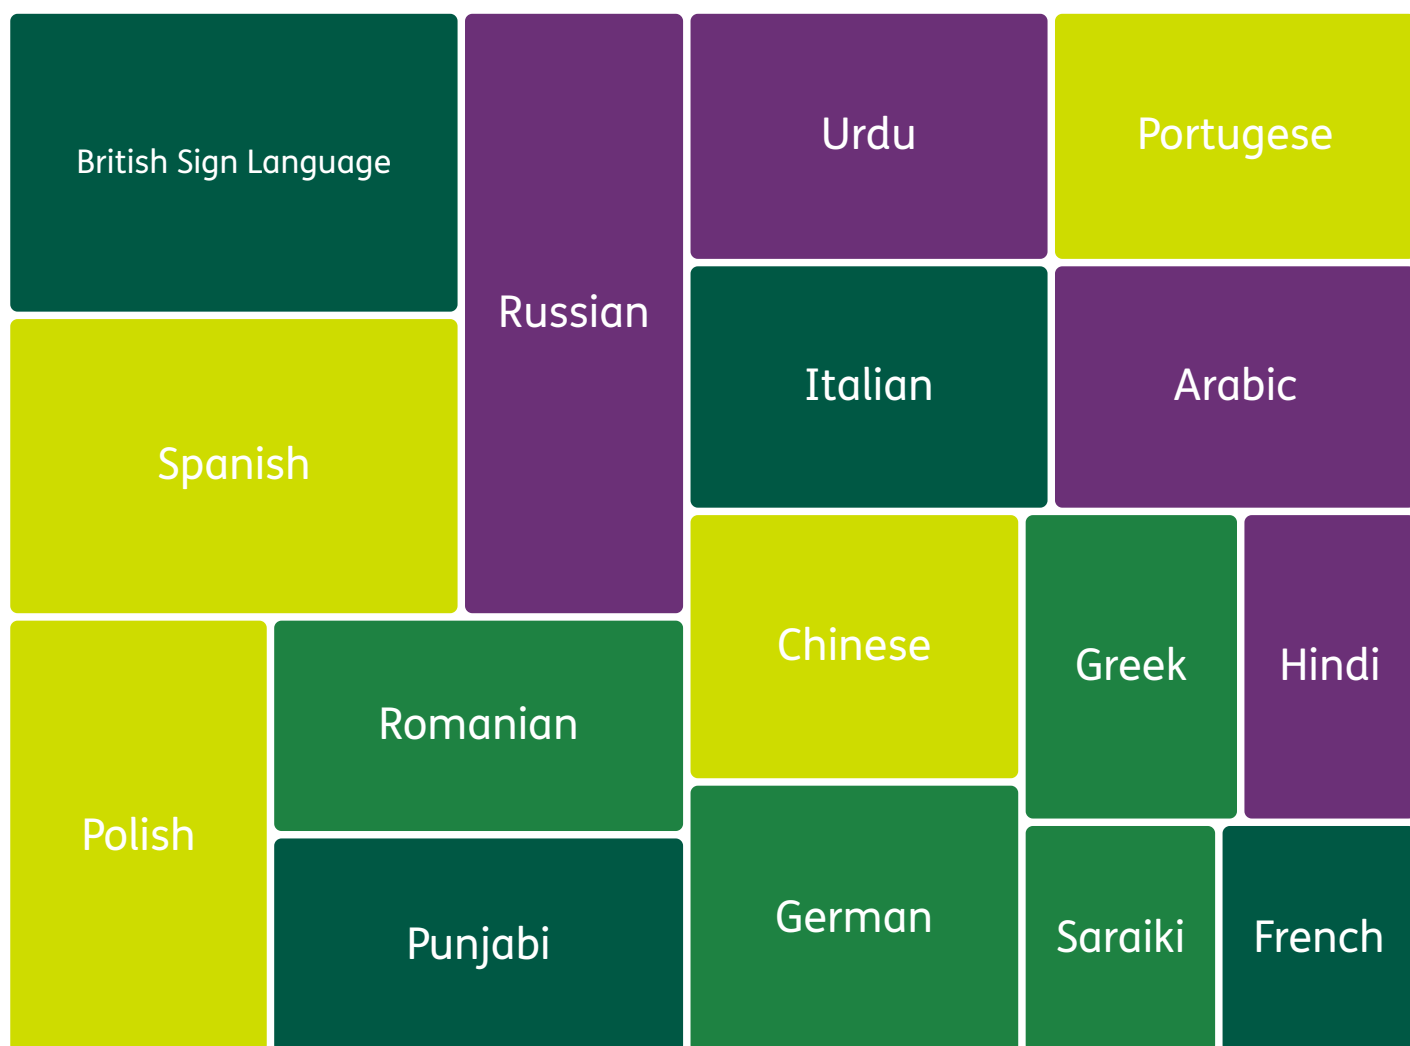 British Sign Language
Russian
Urdu
Portugese
Spanish
Italian
Arabic
Polish
Romanian
Chinese
Greek
Hindi
Punjabi
German
Saraiki
French